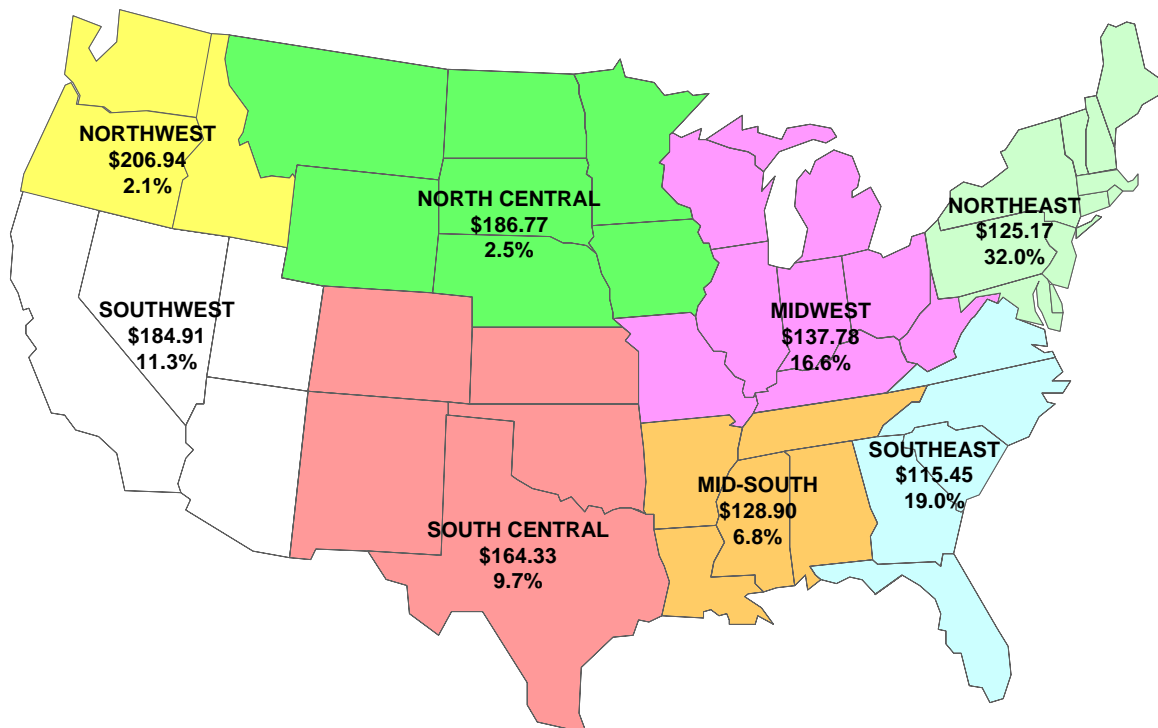 NORTHWEST
$206.94
2.1%
NORTH CENTRAL
$186.77
2.5%
NORTHEAST
$125.17
32.0%
SOUTHWEST
$184.91
11.3%
MIDWEST
$137.78
16.6%
SOUTHEAST
$115.45
19.0%
MID-SOUTH
$128.90
6.8%
SOUTH CENTRAL
$164.33
9.7%